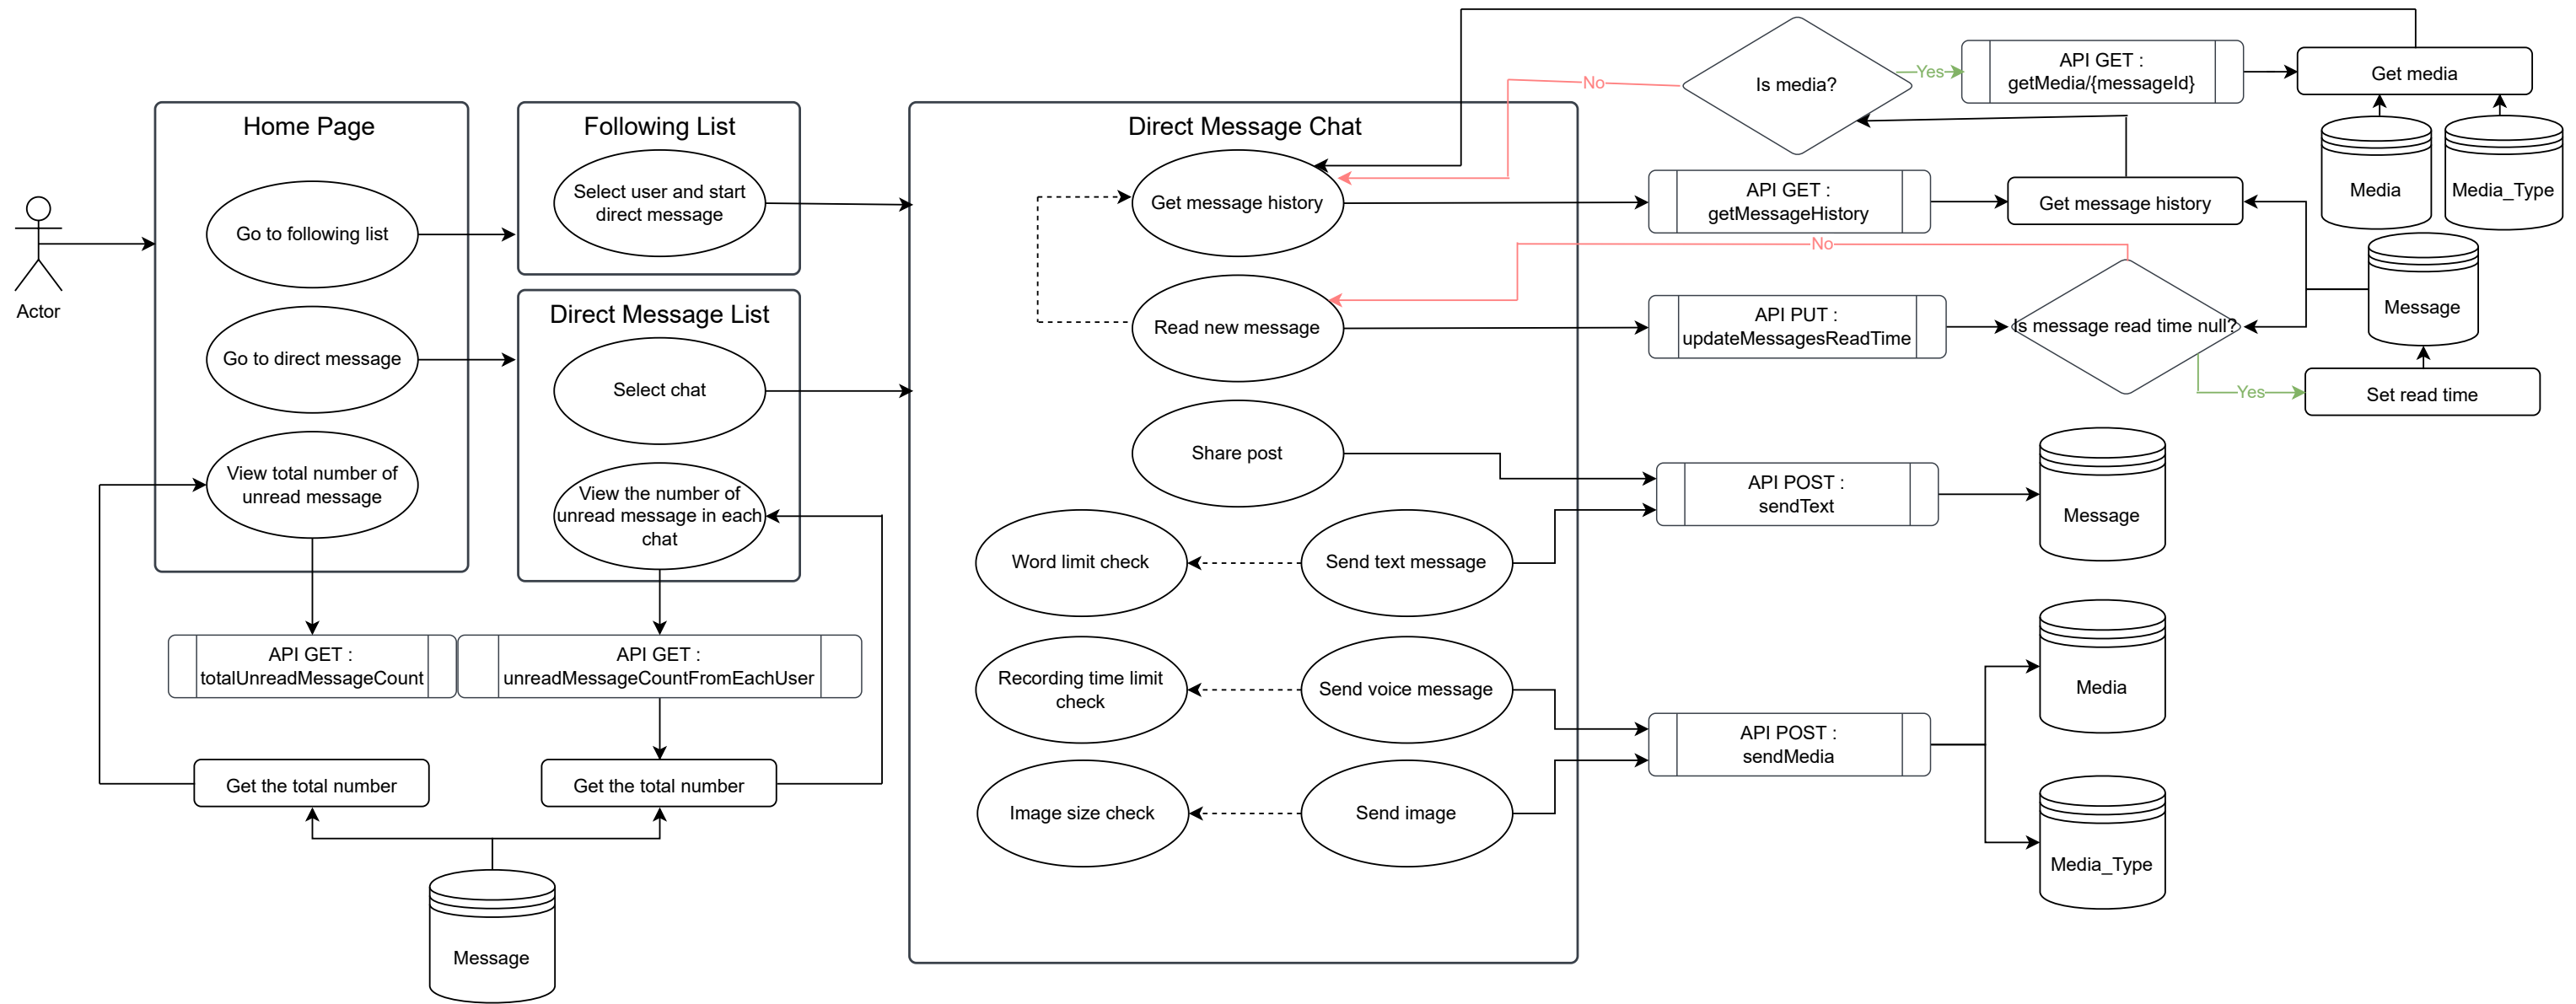 Actor
Home Page
Go to following list
Go to direct message
View total number of
unread message
API GET :
totalUnreadMessageCount
Get the total number
Message
Following List
Select user and start
direct message
Direct Message List
Select chat
View the number of
unread message in each
chat
API GET :
unreadMessageCountFromEachUser
Get the total number
Direct Message Chat
Get message history
Read new message
Share post
Word limit check
Send text message
Recording time limit
check
Send voice message
Image size check
Send image
No
Is media?
Yes
API GET :
getMedia/{messageId}
Get media
Media
Media_Type
API GET :
getMessageHistory
Get message history
No
Message
API PUT :
updateMessagesReadTime
Is message read time null?
Yes
Set read time
API POST :
sendText
Message
API POST :
sendMedia
Media
Media_Type